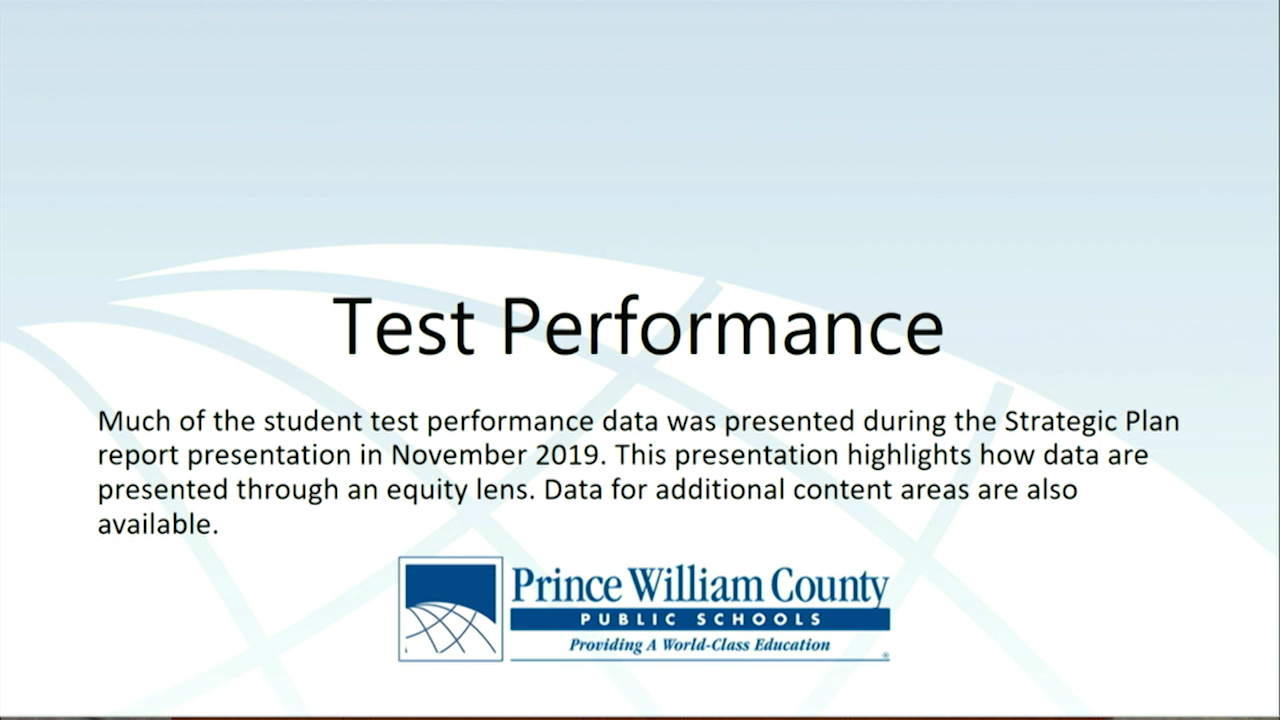 Test Performance
Much of the student test performance data was presented during the Strategic Plan
report presentation in November 2019. This presentation highlights how data are
presented through an equity lens. Data for additional content areas are also
available.
Prince William County
PUBLIC SCHOOLS
Providing A World-Class Education
®